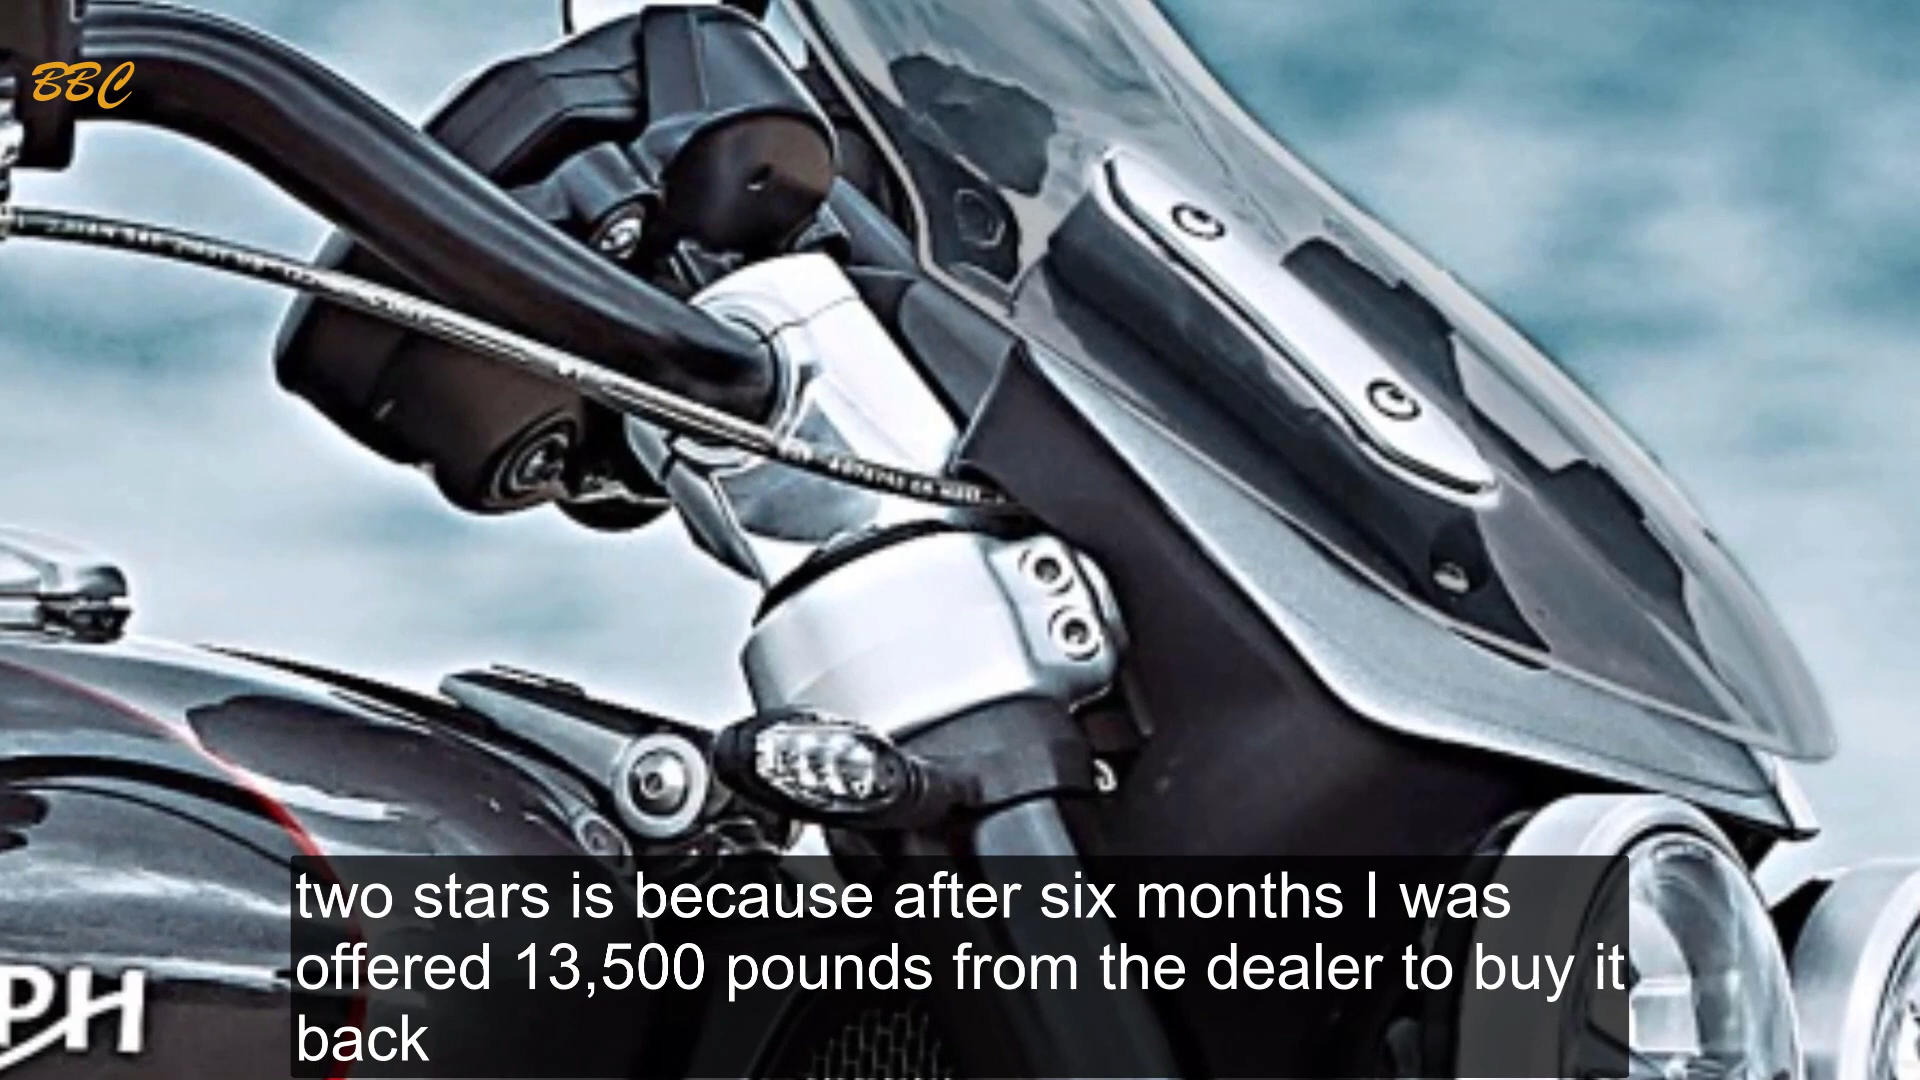 BBC
two stars is because after six months I was
offered 13,500 pounds from the dealer to buy it
back
PH